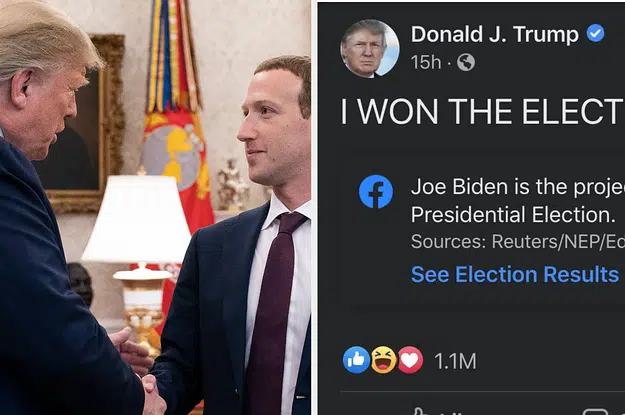 Donald J. Trump
15h ·
I WON THE ELECT
Joe Biden is the proje
Presidential Election.
Sources: Reuters/NEP/Ed
See Election Results
1.1M